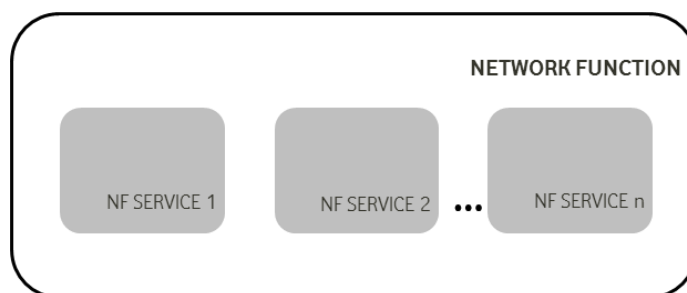 NETWORK FUNCTION
NF SERVICE 1
NF SERVICE 2
...
NF SERVICE n